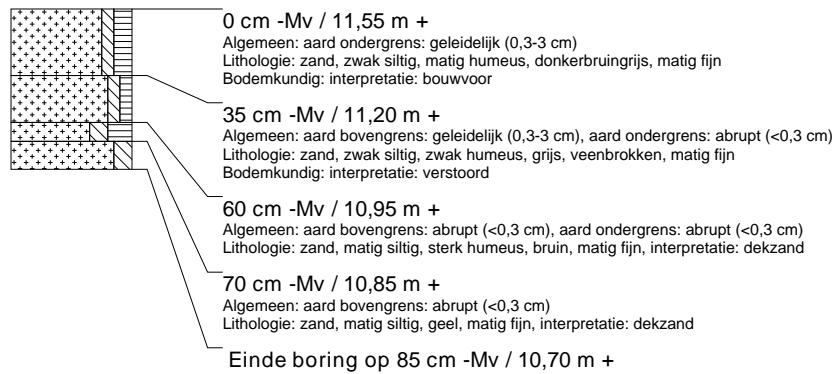 0 cm -Mv / 11,55 m +
Algemeen: aard ondergrens: geleidelijk (0,3-3 cm)
Lithologie: zand, zwak siltig, matig humeus, donkerbruingrijs, matig fijn
Bodemkundig: interpretatie: bouwvoor
35 cm -Mv / 11,20 m +
Algemeen: aard bovengrens: geleidelijk (0,3-3 cm), aard ondergrens: abrupt (<0,3 cm)
Lithologie: zand, zwak siltig, zwak humeus, grijs, veenbrokken, matig fijn
Bodemkundig: interpretatie: verstoord
60 cm -Mv / 10,95 m +
Algemeen: aard bovengrens: abrupt (<0,3 cm), aard ondergrens: abrupt (<0,3 cm)
Lithologie: zand, matig siltig, sterk humeus, bruin, matig fijn, interpretatie: dekzand
70 cm -Mv / 10,85 m +
Algemeen: aard bovengrens: abrupt (<0,3 cm)
Lithologie: zand, matig siltig, geel, matig fijn, interpretatie: dekzand
Einde boring op 85 cm -Mv / 10,70 m +